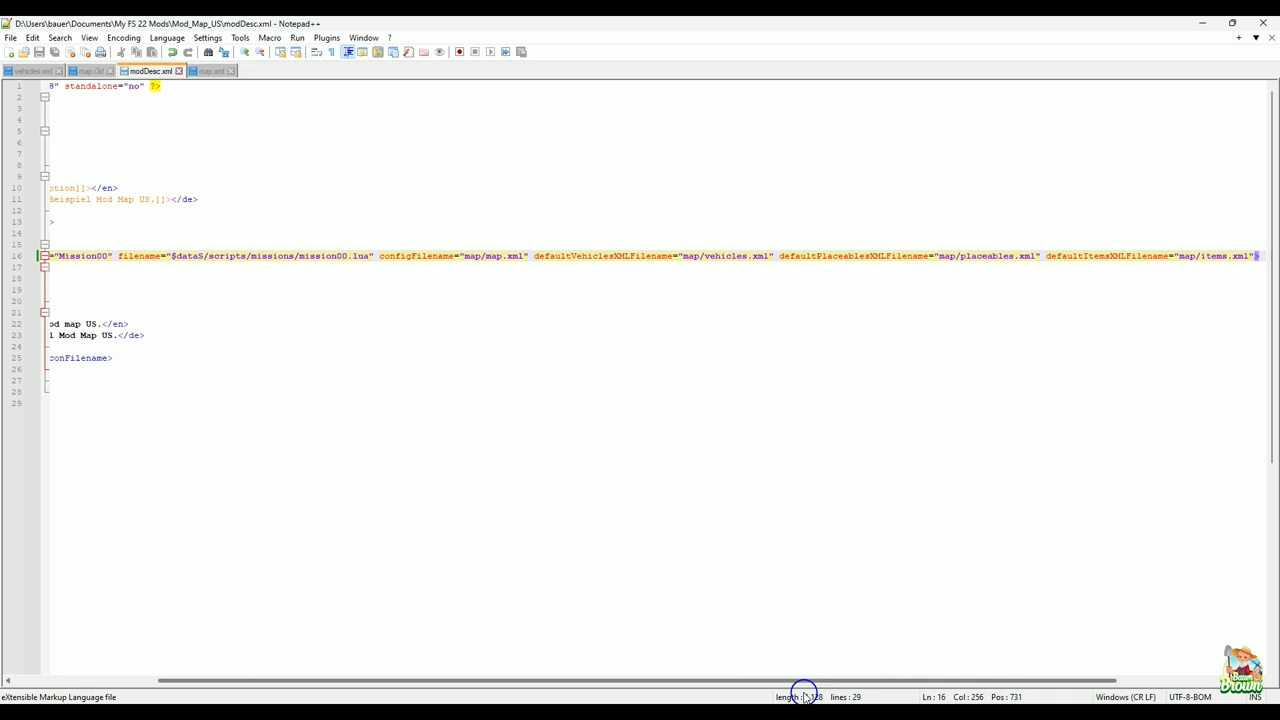 D:\Users\bauer\Documents\My FS 22 Mods\Mod_Map_US\modDesc.xml - Notepad++
File Edit Search View Encoding Language Settings Tools Macro Run Plugins Window ?
vehicles.xml map.i3d modDesc.xml map.xml
1 8" standalone="no" ?>
2
3
4
5
6
7
8
9
10 ption]]></en>
11 Beispiel Mod Map US.]]></de>
12
13 >
14
15
16 ="Mission00" filename="$dataS/scripts/missions/mission00.lua" configFilename="map/map.xml" defaultVehiclesXMLFilename="map/vehicles.xml" defaultPlaceablesXMLFilename="map/placeables.xml" defaultItemsXMLFilename="map/items.xml">
17
18
19
20
21
22 od map US.</en>
23 l Mod Map US.</de>
24
25 conFilename>
26
27
28
29
eXtensible Markup Language file length : lines : 29 Ln : 16 Col : 256 Pos : 731 Windows (CR LF) UTF-8-BOM INS
Brown